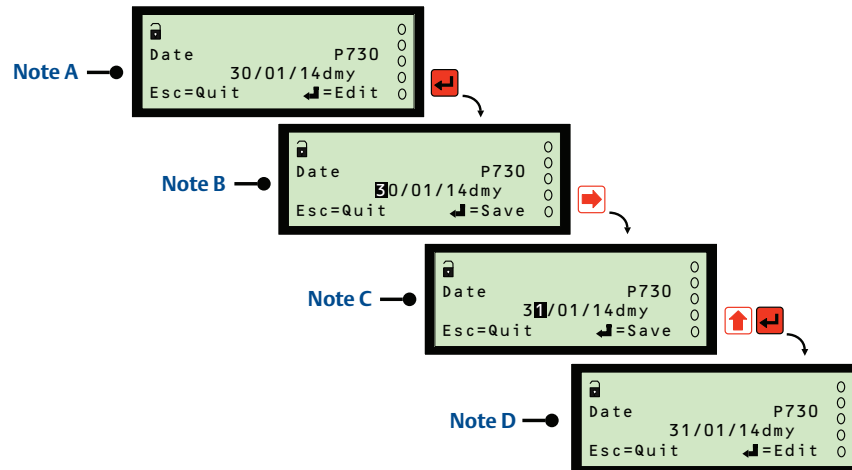 Note A
Date P730
30/01/14dmy
Esc=Quit =Edit
Note B
Date P730
30/01/14dmy
Esc=Quit =Save
Note C
Date P730
31/01/14dmy
Esc=Quit =Save
Note D
Date P730
31/01/14dmy
Esc=Quit =Edit